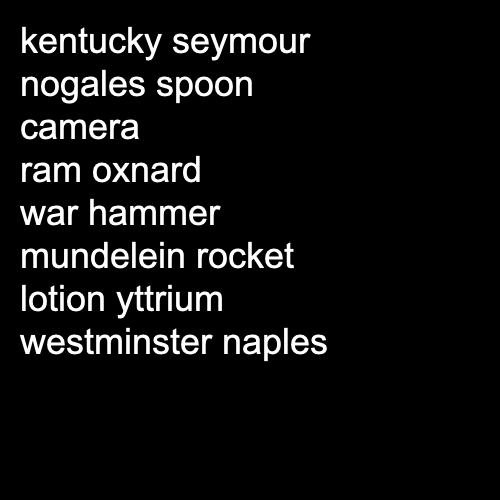 kentucky seymour
nogales spoon
camera
ram oxnard
war hammer
mundelein rocket
lotion yttrium
westminster naples